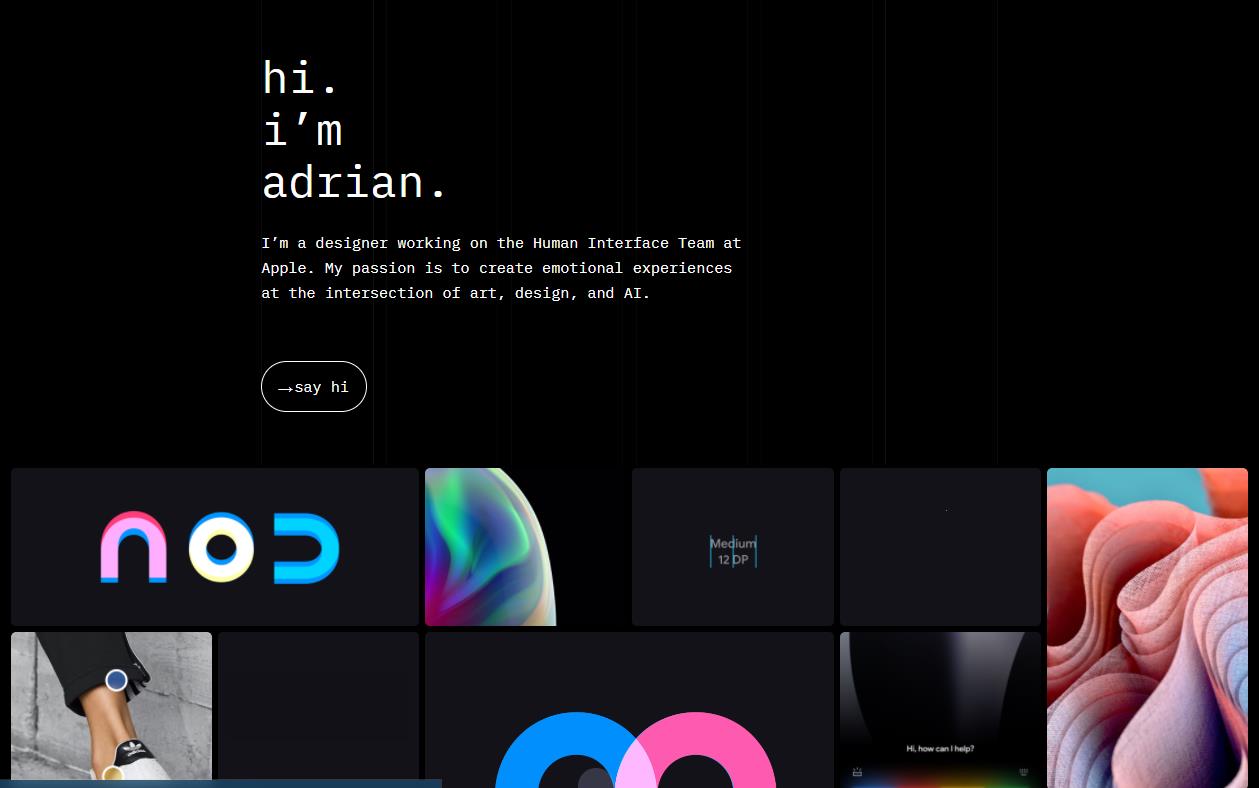 hi.
i’m
adrian.
I’m a designer working on the Human Interface Team at
Apple. My passion is to create emotional experiences
at the intersection of art, design, and AI.
→say hi
nod
Medium
12 DP
Hi, how can I help?